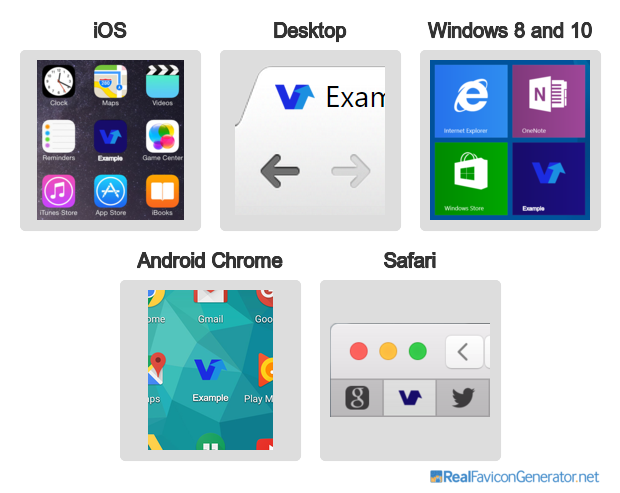 iOS
Desktop
Windows 8 and 10
Clock
Maps
Videos
Reminders
Example
Game Center
iTunes Store
App Store
iBooks
Exam
Internet Explorer
OneNote
Windows Store
Example
Android Chrome
Safari
ome
Gmail
Goo
aps
Example
Play M
RealFaviconGenerator.net